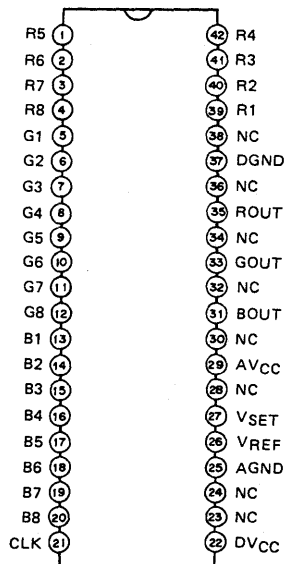 R5 1 42 R4
R6 2 41 R3
R7 3 40 R2
R8 4 39 R1
G1 5 38 NC
G2 6 37 DGND
G3 7 36 NC
G4 8 35 ROUT
G5 9 34 NC
G6 10 33 GOUT
G7 11 32 NC
G8 12 31 BOUT
B1 13 30 NC
B2 14 29 AVCC
B3 15 28 NC
B4 16 27 VSET
B5 17 26 VREF
B6 18 25 AGND
B7 19 24 NC
B8 20 23 NC
CLK 21 22 DVCC